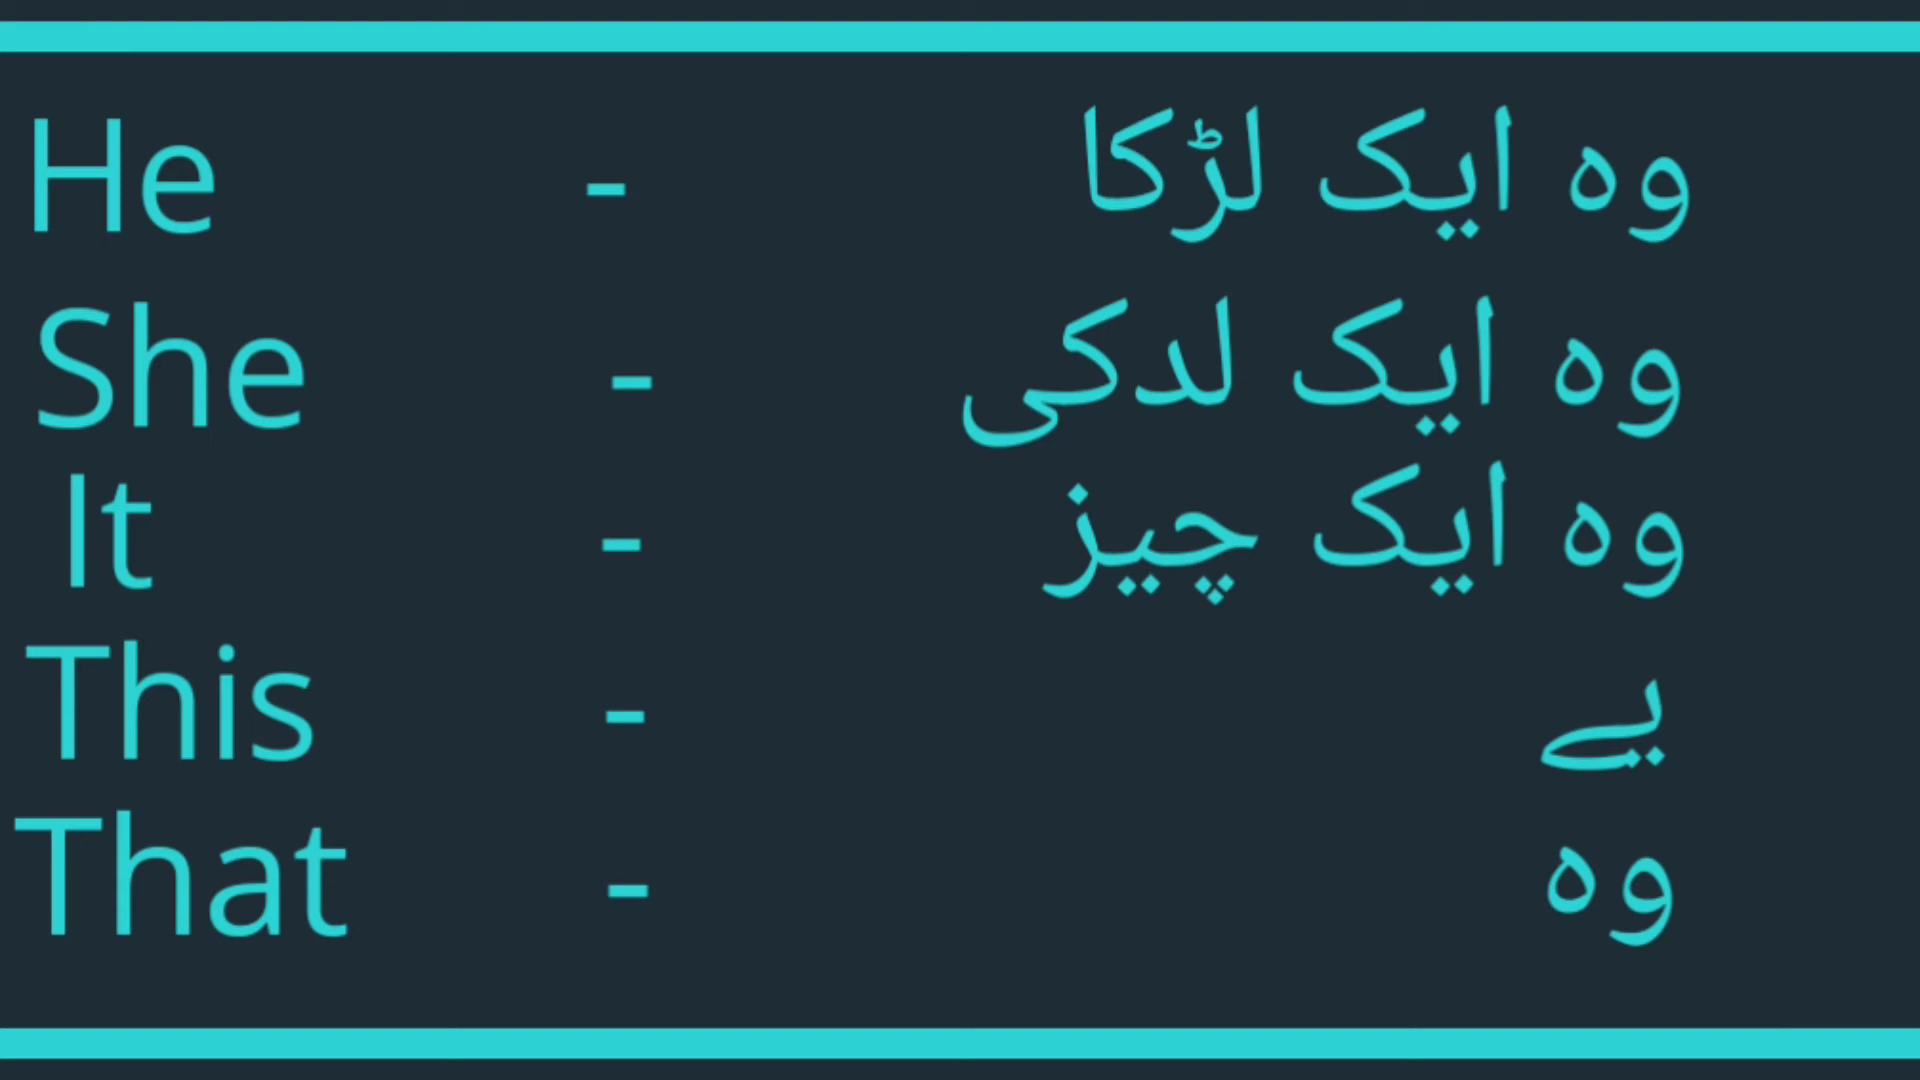 He - وہ ایک لڑکا
She - وہ ایک لدکی
It - وہ ایک چیز
This - یے
That - وہ